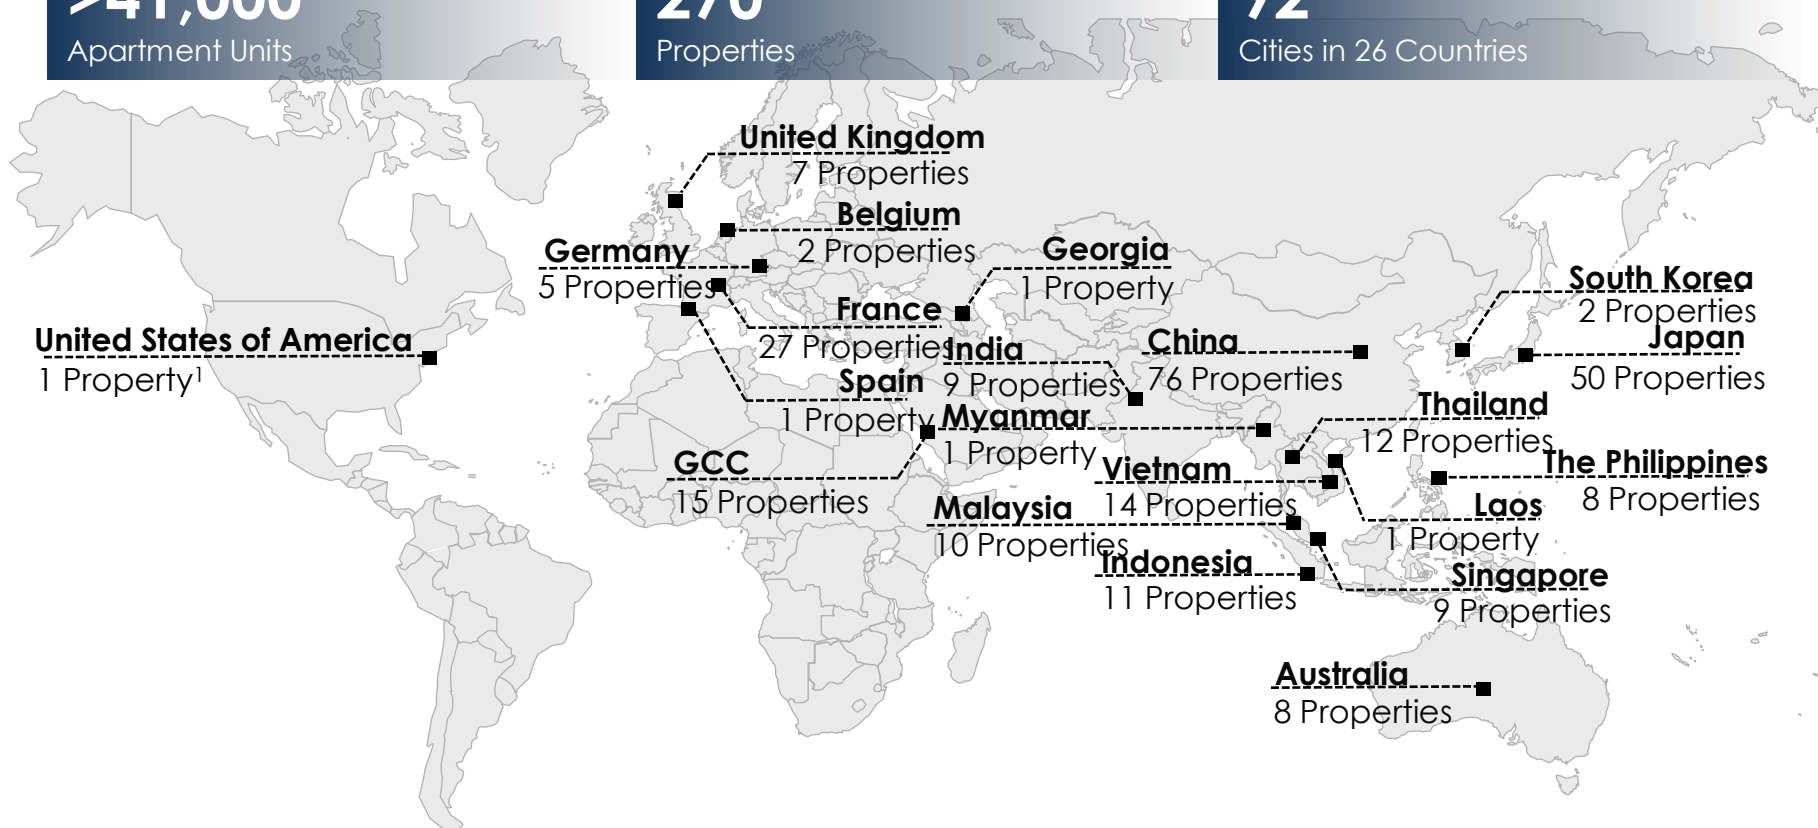 >41,000
Apartment Units
270
Properties
Cities in 26 Countries
United Kingdom
7 Properties
Belgium
2 Properties
Germany
5 Properties
Georgia
1 Property
France
27 Properties
Spain
1 Property
United States of America
1 Property¹
GCC
15 Properties
India
9 Properties
China
76 Properties
South Korea
2 Properties
Japan
50 Properties
Myanmar
1 Property
Thailand
12 Properties
Vietnam
14 Properties
The Philippines
8 Properties
Malaysia
10 Properties
Laos
1 Property
Indonesia
11 Properties
Singapore
9 Properties
Australia
8 Properties